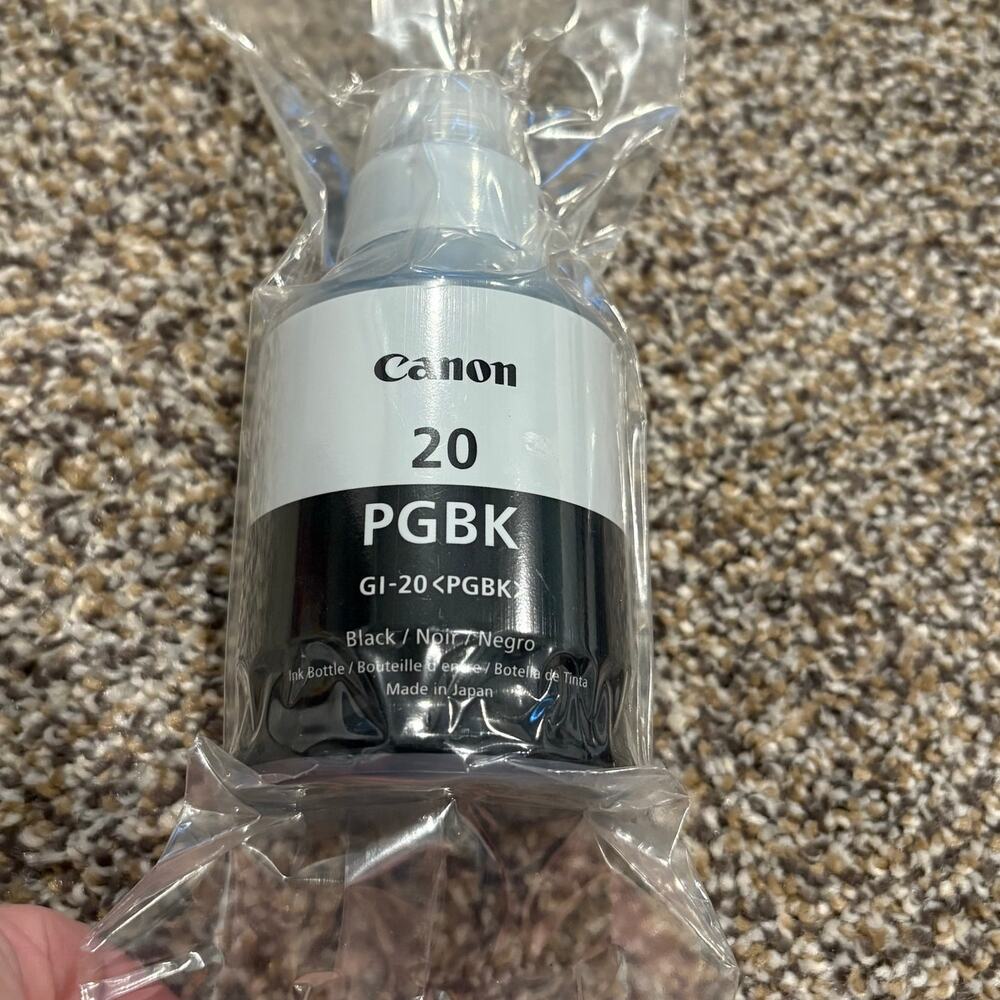 Canon
20
PGBK
GI-20<PGBK>
Black / Noir / Negro
Ink Bottle / Bouteille d'encre / Botella de Tinta
Made in Japan